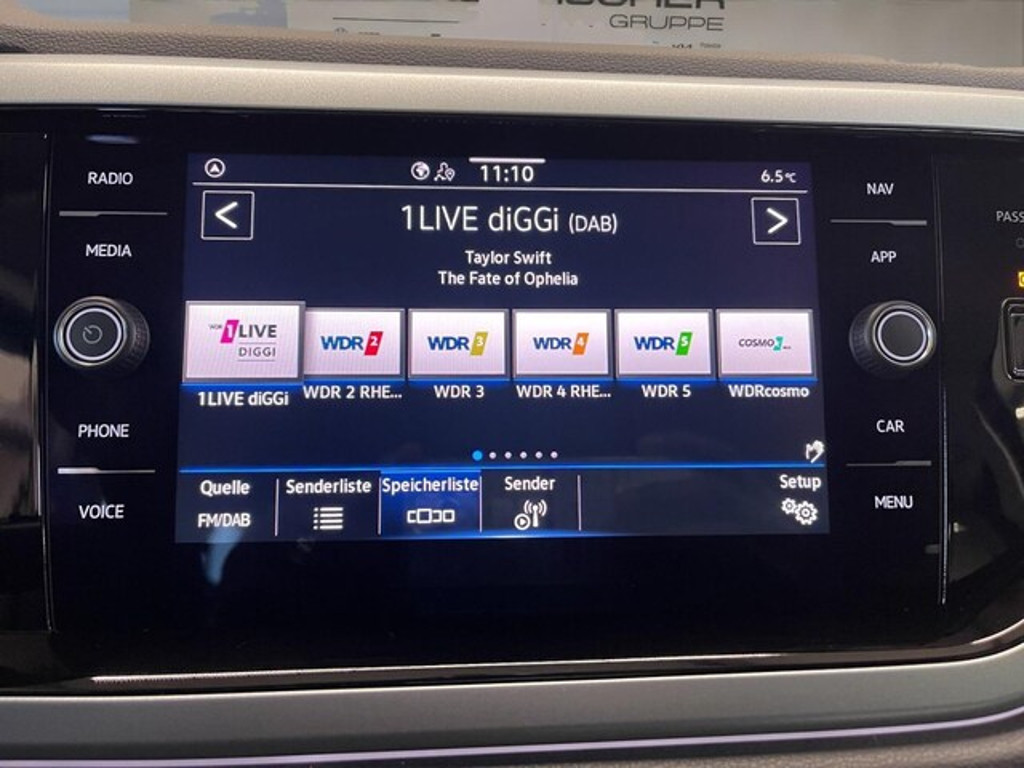 GRUPPE
RADIO
MEDIA
PHONE
VOICE
11:10
6.5°C
<
1LIVE diGGi (DAB)
>
Taylor Swift
The Fate of Ophelia
WDR 1LIVE DIGGI
WDR 2
WDR 3
WDR 4
WDR 5
COSMO
1LIVE diGGi
WDR 2 RHE...
WDR 3
WDR 4 RHE...
WDR 5
WDRcosmo
Quelle
FM/DAB
Senderliste
Speicherliste
Sender
Setup
NAV
APP
CAR
MENU
PASS